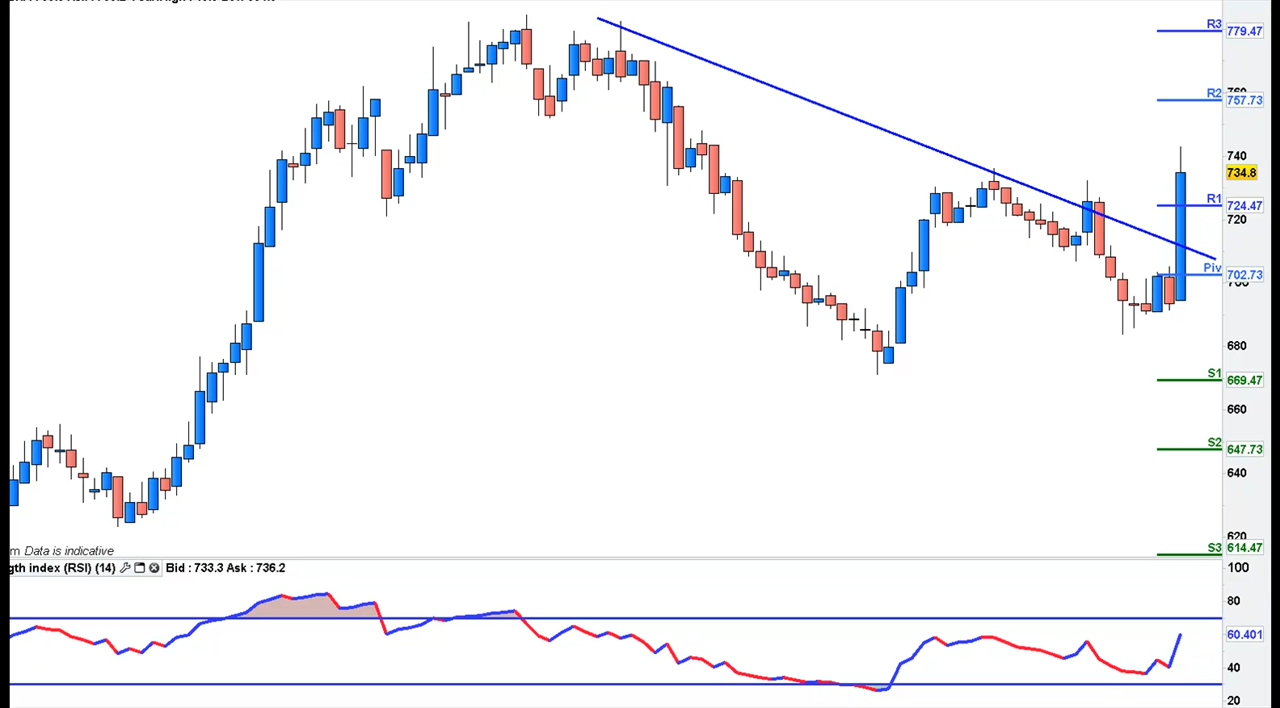 R3 779.47
760
R2 757.73
740
734.8
R1 724.47
720
Piv 702.73
700
680
S1 669.47
660
S2 647.73
640
620
m Data is indicative
S3 614.47
gth index (RSI) (14) Bid : 733.3 Ask : 736.2
100
80
60.401
40
20